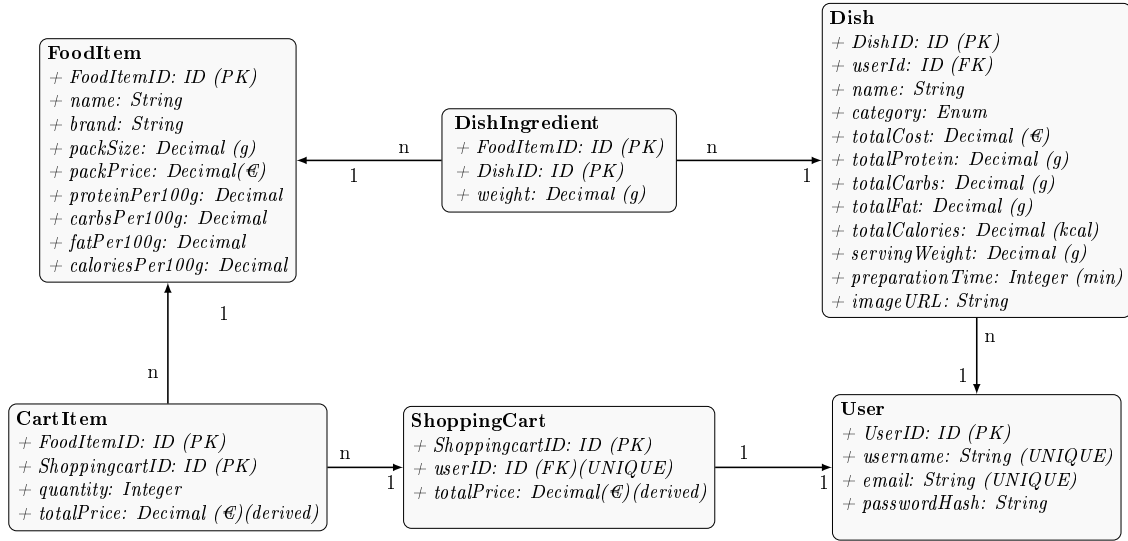 Dish
+ DishID: ID (PK)
+ userId: ID (FK)
+ name: String
+ category: Enum
+ totalCost: Decimal (€)
+ totalProtein: Decimal (g)
+ totalCarbs: Decimal (g)
+ totalFat: Decimal (g)
+ totalCalories: Decimal (kcal)
+ servingWeight: Decimal (g)
+ preparationTime: Integer (min)
+ imageURL: String
FoodItem
+ FoodItemID: ID (PK)
+ name: String
+ brand: String
+ packSize: Decimal (g)
+ packPrice: Decimal(€)
+ proteinPer100g: Decimal
+ carbsPer100g: Decimal
+ fatPer100g: Decimal
+ caloriesPer100g: Decimal
DishIngredient
+ FoodItemID: ID (PK)
+ DishID: ID (PK)
+ weight: Decimal (g)
n
1
n
1
1
n
n
1
CartItem
+ FoodItemID: ID (PK)
+ ShoppingcartID: ID (PK)
+ quantity: Integer
+ totalPrice: Decimal (€)(derived)
n
1
ShoppingCart
+ ShoppingcartID: ID (PK)
+ userID: ID (FK)(UNIQUE)
+ totalPrice: Decimal(€)(derived)
1
1
User
+ UserID: ID (PK)
+ username: String (UNIQUE)
+ email: String (UNIQUE)
+ passwordHash: String